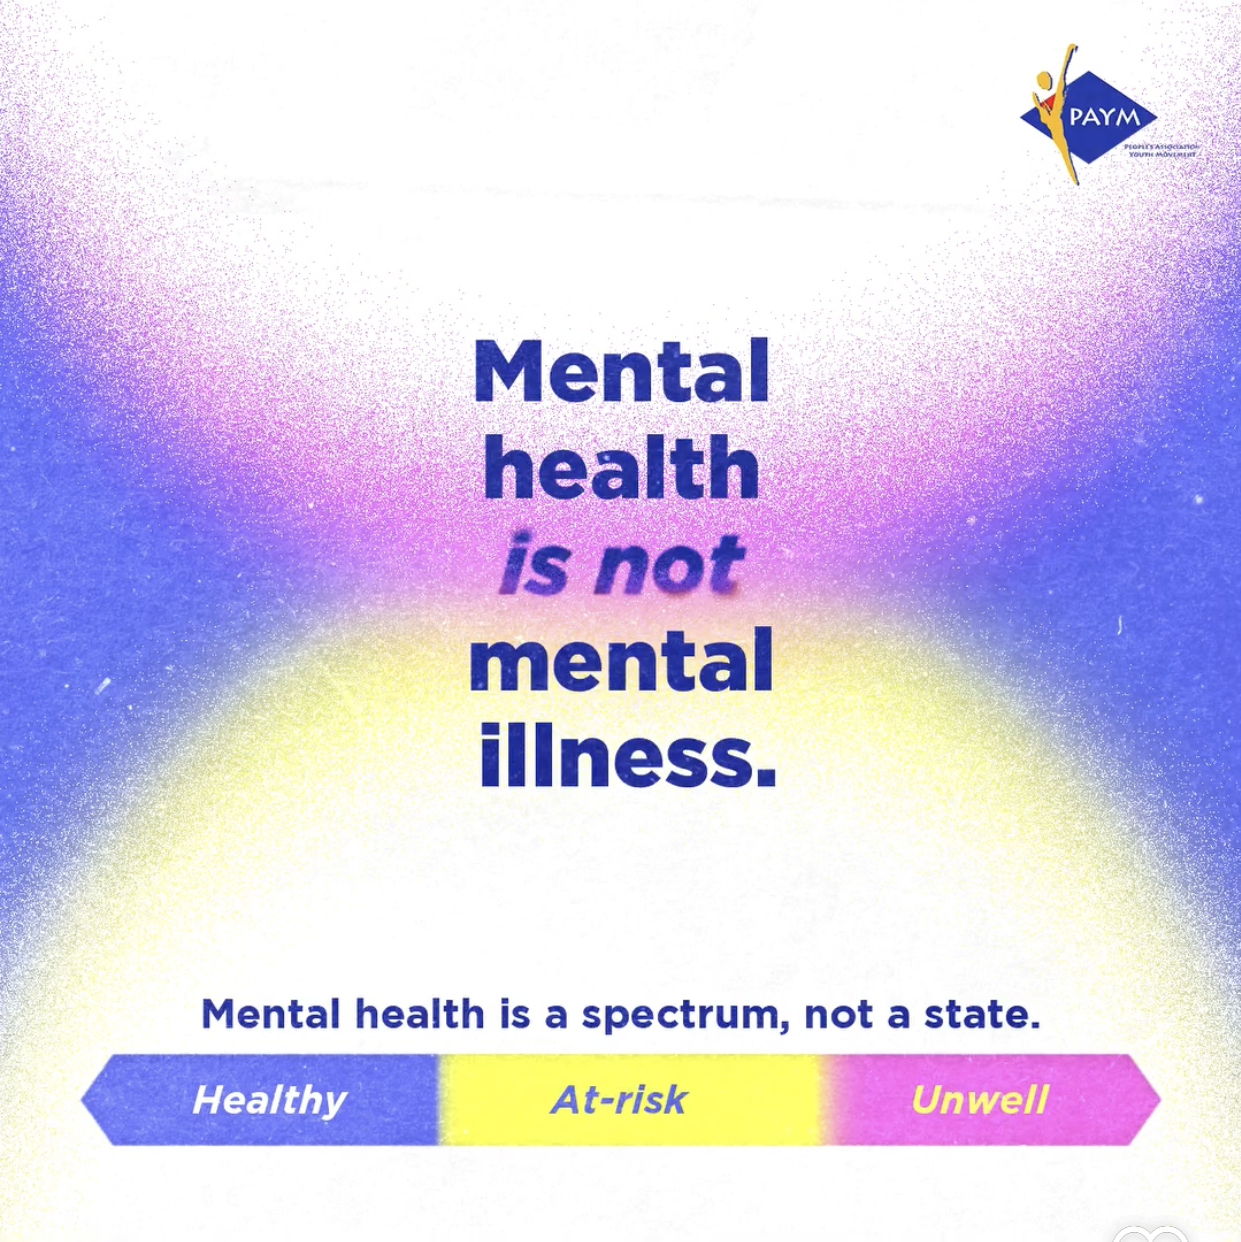 PAYM
PEOPLE'S ASSOCIATION
YOUTH MOVEMENT
Mental
health
is not
mental
illness.
Mental health is a spectrum, not a state.
Healthy At-risk Unwell